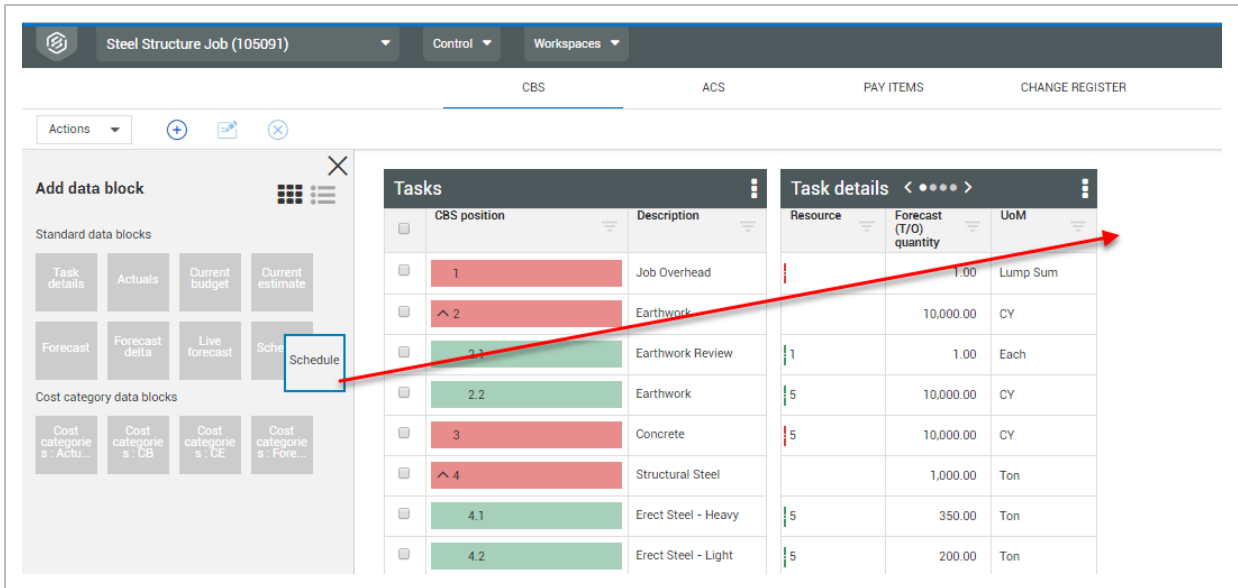 Steel Structure Job (105091) Control Workspaces
CBS ACS PAY ITEMS CHANGE REGISTER
Actions
Add data block
Standard data blocks
Task details
Actuals
Current budget
Current estimate
Forecast
Forecast delta
Live forecast
Sche
Schedule
Cost category data blocks
Cost categorie s : Actu...
Cost categorie s : CB
Cost categorie s : CE
Cost categorie s : Fore...
Tasks
CBS position Description
Task details
Resource Forecast (T/O) quantity UoM
1 Job Overhead 1.00 Lump Sum
2 Earthwork 10,000.00 CY
2.1 Earthwork Review 1 1.00 Each
2.2 Earthwork 5 10,000.00 CY
3 Concrete 5 10,000.00 CY
4 Structural Steel 1,000.00 Ton
4.1 Erect Steel - Heavy 5 350.00 Ton
4.2 Erect Steel - Light 5 200.00 Ton